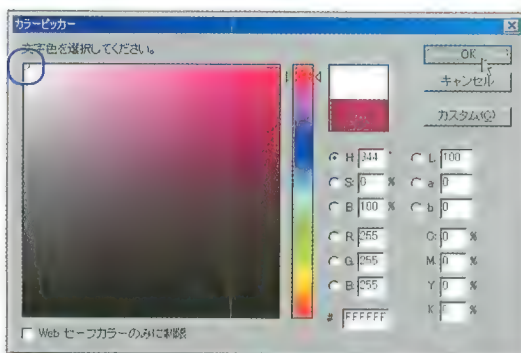 カラーピッカー
文字色を選択してください。
OK
キャンセル
カスタム(C)
H: 344 °
S: 0 %
B: 100 %
R: 255
G: 255
B: 255
# FFFFFF
L: 100
a: 0
b: 0
C: 0 %
M: 0 %
Y: 0 %
K: %
Web セーフカラーのみに制限